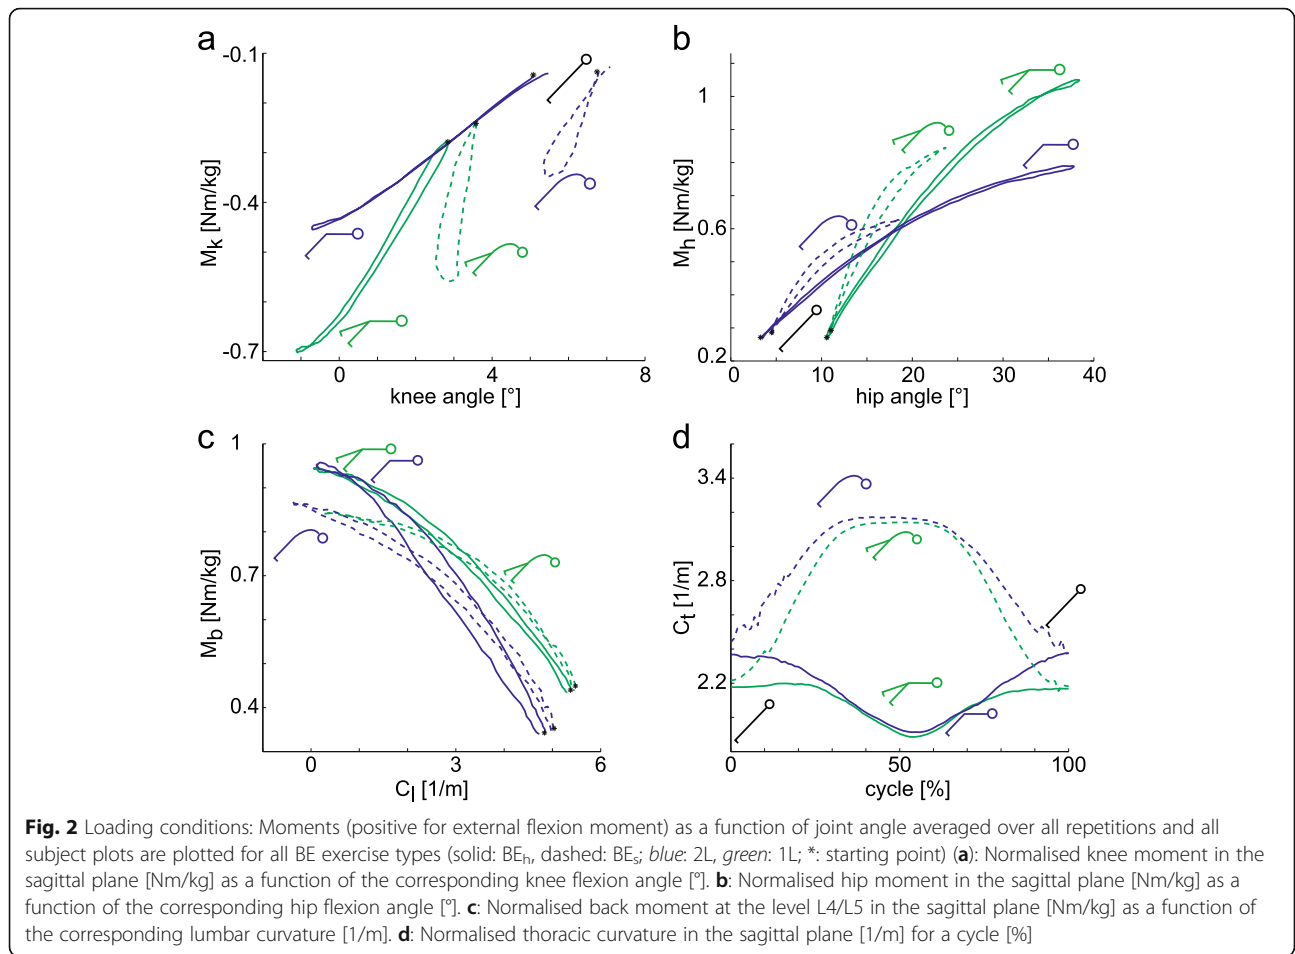 a
-0.1
-0.4
-0.7
Mk [Nm/kg]
0
4
8
knee angle [°]
*
*
*
*
b
1
0.6
0.2
Mh [Nm/kg]
0
10
20
30
40
hip angle [°]
*
*
*
*
c
1
0.7
0.4
Mb [Nm/kg]
0
3
6
Cl [1/m]
*
*
*
*
d
3.4
2.8
2.2
Ct [1/m]
0
50
100
cycle [%]
Fig. 2 Loading conditions: Moments (positive for external flexion moment) as a function of joint angle averaged over all repetitions and all
subject plots are plotted for all BE exercise types (solid: BEh, dashed: BEs; blue: 2L, green: 1L; *: starting point) (a): Normalised knee moment in the
sagittal plane [Nm/kg] as a function of the corresponding knee flexion angle [°]. b: Normalised hip moment in the sagittal plane [Nm/kg] as a
function of the corresponding hip flexion angle [°]. c: Normalised back moment at the level L4/L5 in the sagittal plane [Nm/kg] as a function of
the corresponding lumbar curvature [1/m]. d: Normalised thoracic curvature in the sagittal plane [1/m] for a cycle [%]